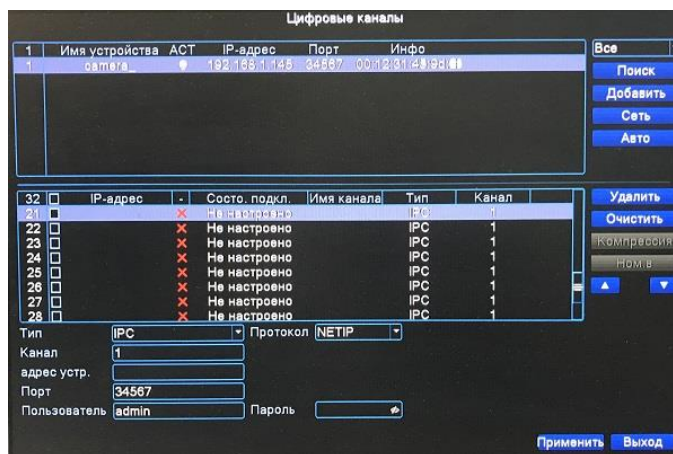 Цифровые каналы
1 Имя устройства АСТ IP-адрес Порт Инфо
1 camera_ 192.168.1.148 34567
Все
Поиск
Добавить
Сеть
Авто
32 IP-адрес - Состо. подкл. Имя канала Тип Канал
21 Не настроено IPC 1
22 Не настроено IPC 1
23 Не настроено IPC 1
24 Не настроено IPC 1
25 Не настроено IPC 1
26 Не настроено IPC 1
27 Не настроено IPC 1
28 Не настроено IPC 1
Удалить
Очистить
Компрессия
Ном.в
Тип IPC Протокол NETIP
Канал 1
адрес устр.
Порт 34567
Пользователь admin Пароль
Применить Выход